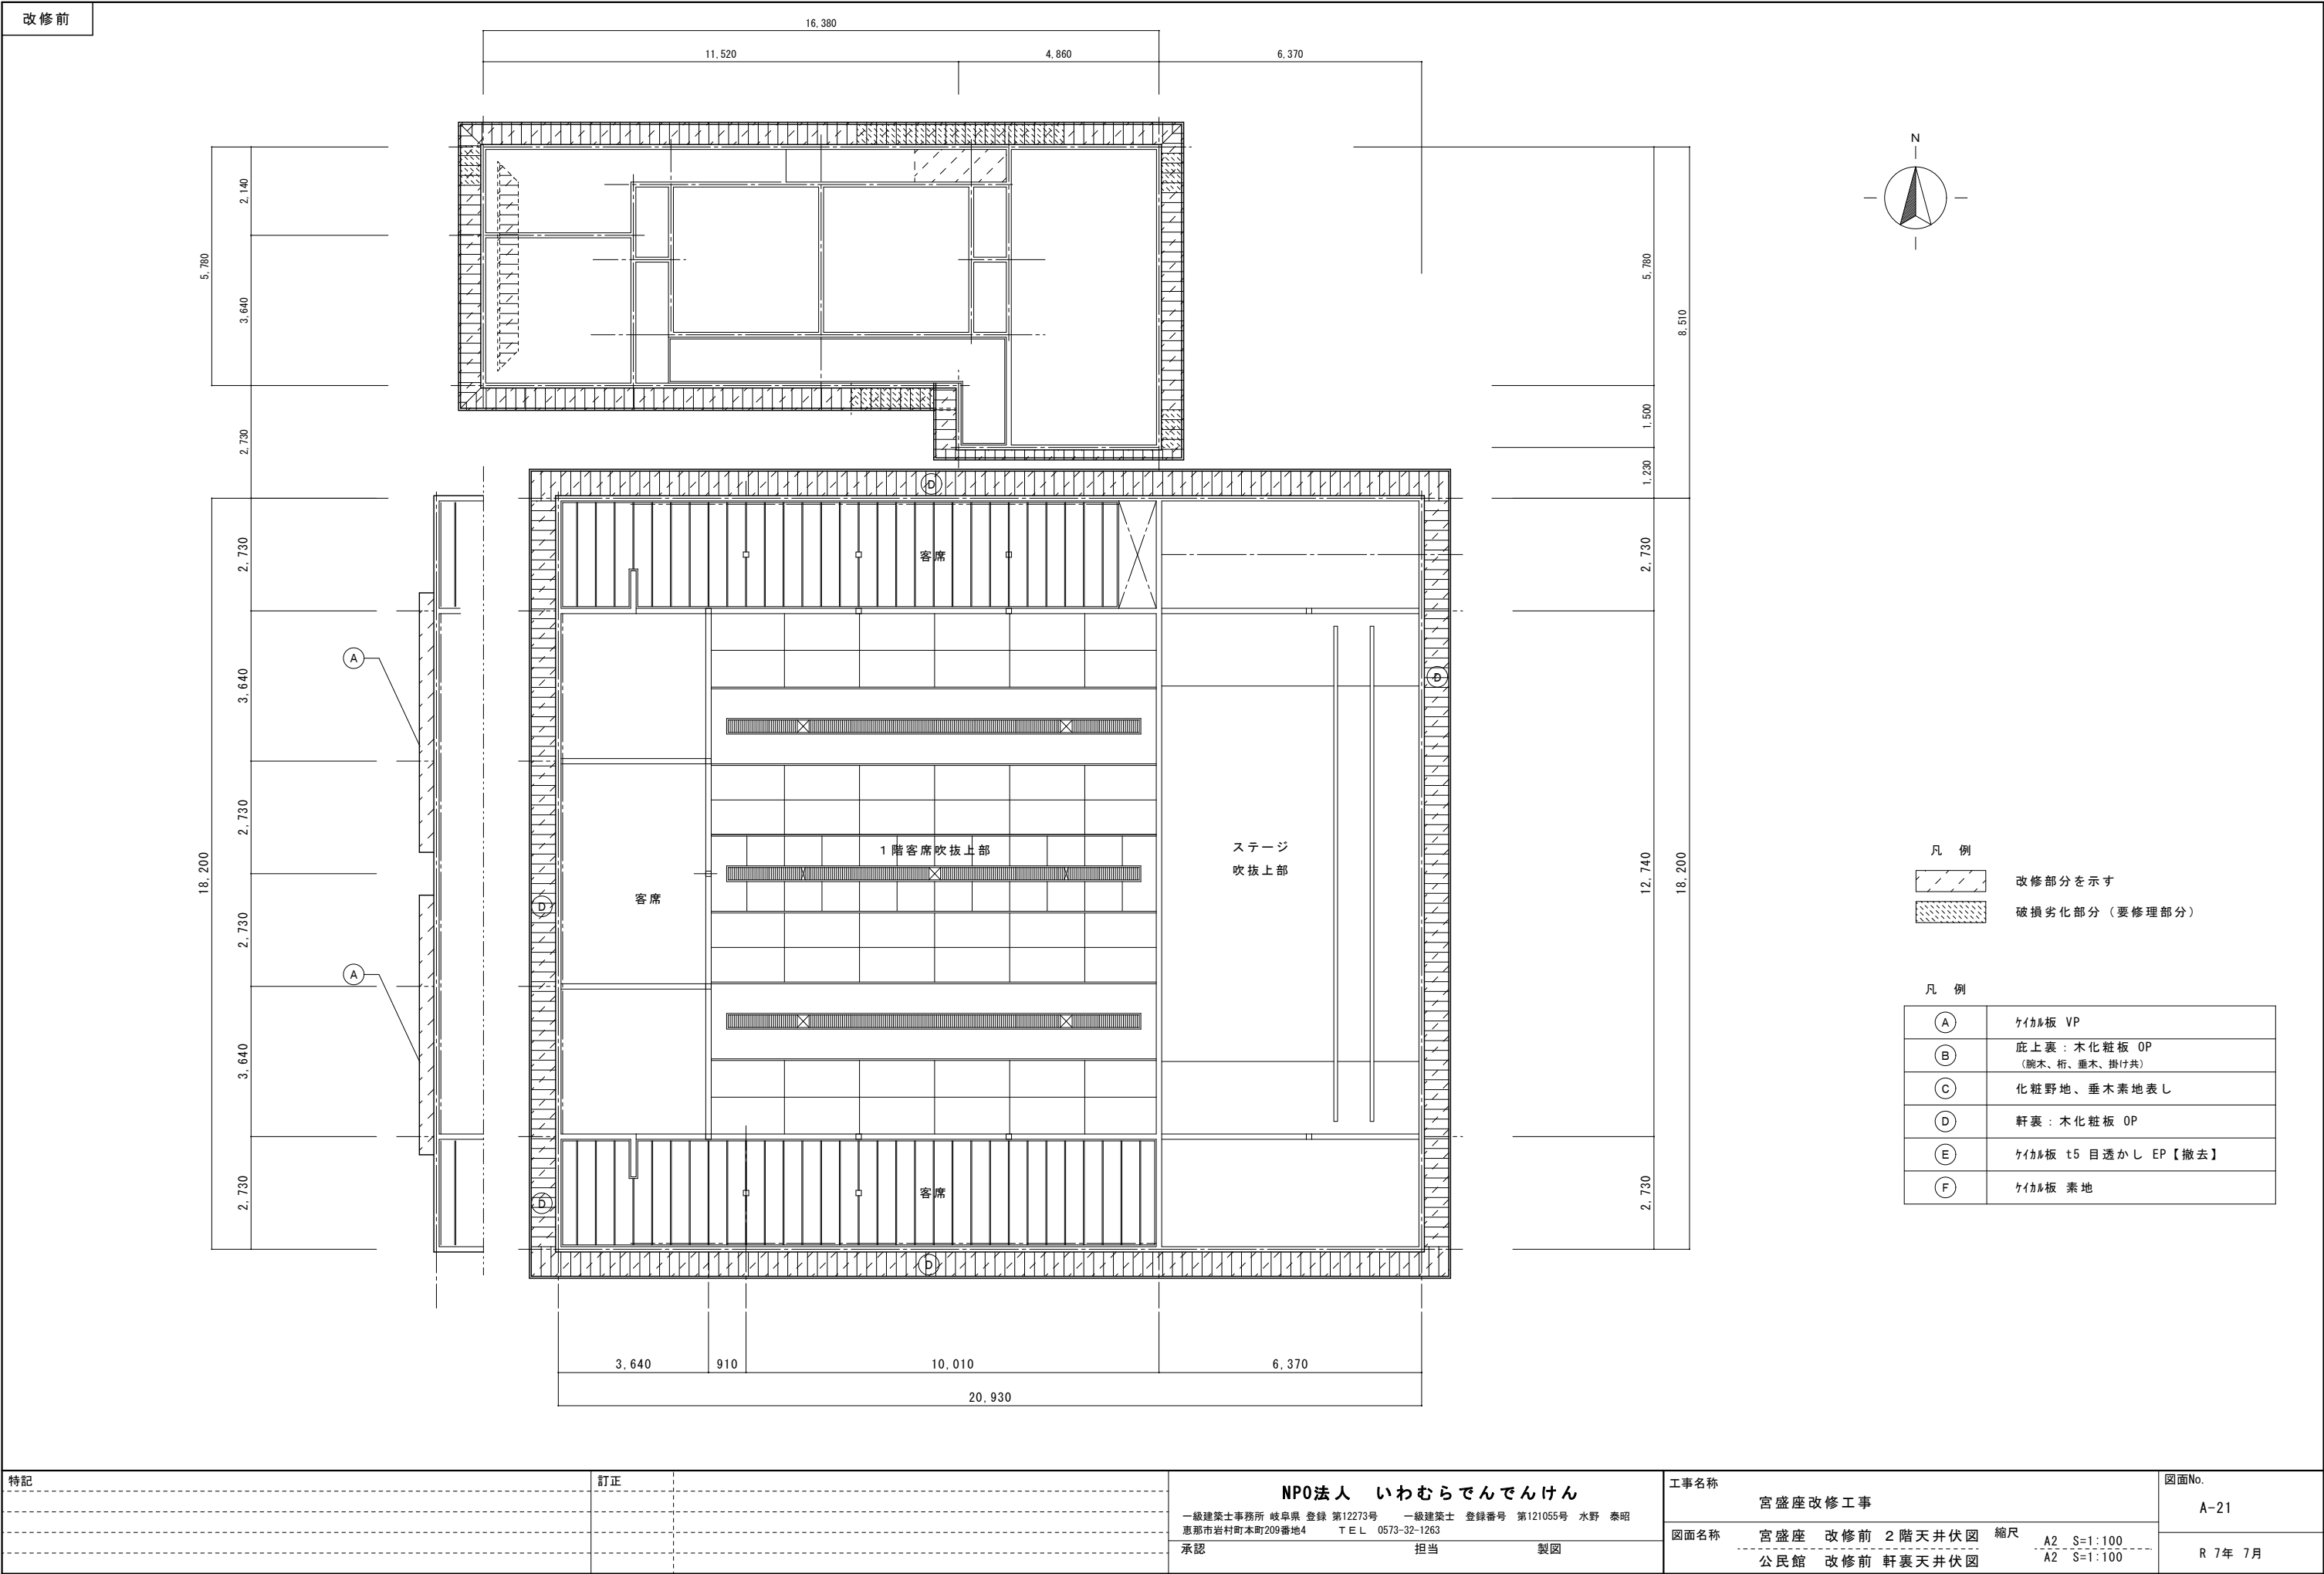 改修前
16,380
11,520
4,860
6,370
N
2,140
5,780
3,640
2,730
5,780
8,510
1,500
1,230
D
客席
2,730
3,640
2,730
2,730
3,640
2,730
18,200
A
A
D
D
D
D
1階客席吹抜上部
客席
ステージ
吹抜上部
客席
2,730
12,740
18,200
2,730
凡 例
改修部分を示す
破損劣化部分（要修理部分）
凡 例
A ケイカル板 VP
B 庇上裏：木化粧板 OP
（腕木、桁、垂木、掛け共）
C 化粧野地、垂木素地表し
D 軒裏：木化粧板 OP
E ケイカル板 t5 目透かし EP【撤去】
F ケイカル板 素地
3,640
910
10,010
6,370
20,930
特記
訂正
NPO法人 いわむらでんでんけん
一級建築士事務所 岐阜県 登録 第12273号 一級建築士 登録番号 第121055号 水野 泰昭
恵那市岩村町本町209番地4 TEL 0573-32-1263
承認 担当 製図
工事名称
宮盛座改修工事
図面名称
宮盛座 改修前 2階天井伏図
公民館 改修前 軒裏天井伏図
縮尺
A2 S=1:100
A2 S=1:100
図面No.
A-21
R 7年 7月